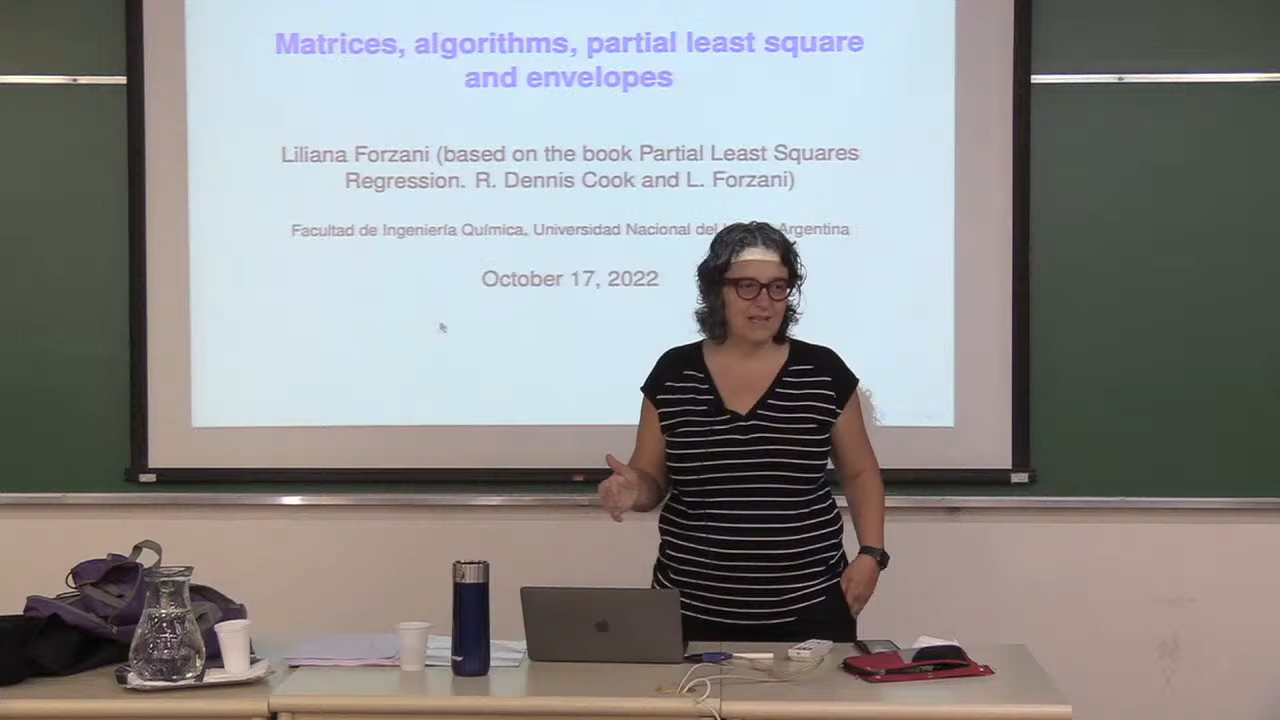 Matrices, algorithms, partial least square
and envelopes
Liliana Forzani (based on the book Partial Least Squares
Regression. R. Dennis Cook and L. Forzani)
Facultad de Ingeniería Química, Universidad Nacional del Argentina
October 17, 2022